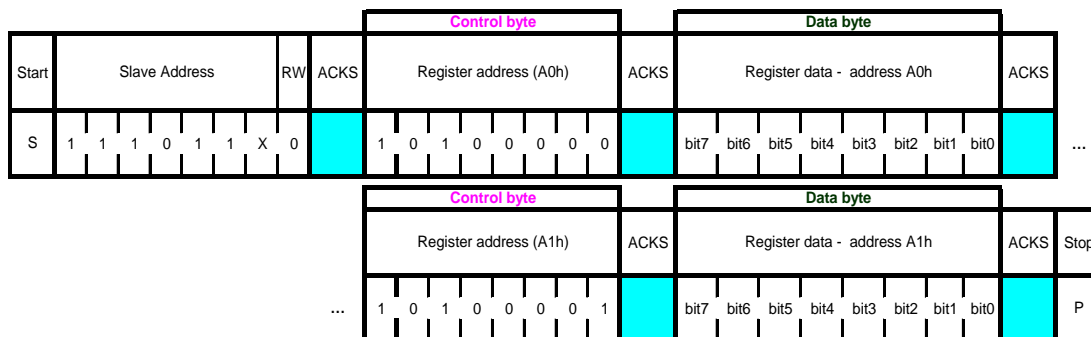 Control byte Data byte
Start Slave Address RW ACKS Register address (A0h) ACKS Register data - address A0h ACKS
S 1 1 1 0 1 1 X 0 1 0 1 0 0 0 0 0 bit7 bit6 bit5 bit4 bit3 bit2 bit1 bit0 ...
Control byte Data byte
Register address (A1h) ACKS Register data - address A1h ACKS Stop
... 1 0 1 0 0 0 0 1 bit7 bit6 bit5 bit4 bit3 bit2 bit1 bit0 P